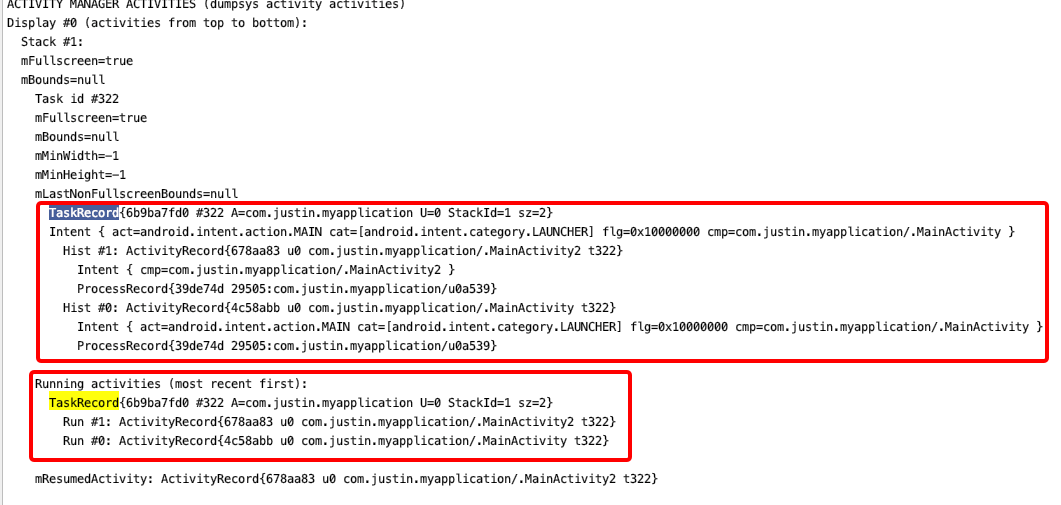 ACTIVITY MANAGER ACTIVITIES (dumpsys activity activities)
Display #0 (activities from top to bottom):
Stack #1:
mFullscreen=true
mBounds=null
Task id #322
mFullscreen=true
mBounds=null
mMinWidth=-1
mMinHeight=-1
mLastNonFullscreenBounds=null
TaskRecord{6b9ba7fd0 #322 A=com.justin.myapplication U=0 StackId=1 sz=2}
Intent { act=android.intent.action.MAIN cat=[android.intent.category.LAUNCHER] flg=0x10000000 cmp=com.justin.myapplication/.MainActivity }
Hist #1: ActivityRecord{678aa83 u0 com.justin.myapplication/.MainActivity2 t322}
Intent { cmp=com.justin.myapplication/.MainActivity2 }
ProcessRecord{39de74d 29505:com.justin.myapplication/u0a539}
Hist #0: ActivityRecord{4c58abb u0 com.justin.myapplication/.MainActivity t322}
Intent { act=android.intent.action.MAIN cat=[android.intent.category.LAUNCHER] flg=0x10000000 cmp=com.justin.myapplication/.MainActivity }
ProcessRecord{39de74d 29505:com.justin.myapplication/u0a539}
Running activities (most recent first):
TaskRecord{6b9ba7fd0 #322 A=com.justin.myapplication U=0 StackId=1 sz=2}
Run #1: ActivityRecord{678aa83 u0 com.justin.myapplication/.MainActivity2 t322}
Run #0: ActivityRecord{4c58abb u0 com.justin.myapplication/.MainActivity t322}
mResumedActivity: ActivityRecord{678aa83 u0 com.justin.myapplication/.MainActivity2 t322}